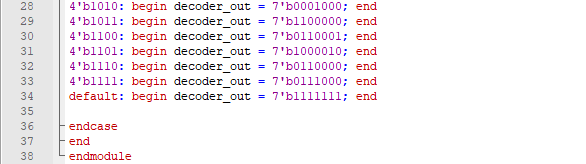 28 4'b1010: begin decoder_out = 7'b0001000; end
29 4'b1011: begin decoder_out = 7'b1100000; end
30 4'b1100: begin decoder_out = 7'b0110001; end
31 4'b1101: begin decoder_out = 7'b1000010; end
32 4'b1110: begin decoder_out = 7'b0110000; end
33 4'b1111: begin decoder_out = 7'b0111000; end
34 default: begin decoder_out = 7'b1111111; end
35
36 endcase
37 end
38 endmodule